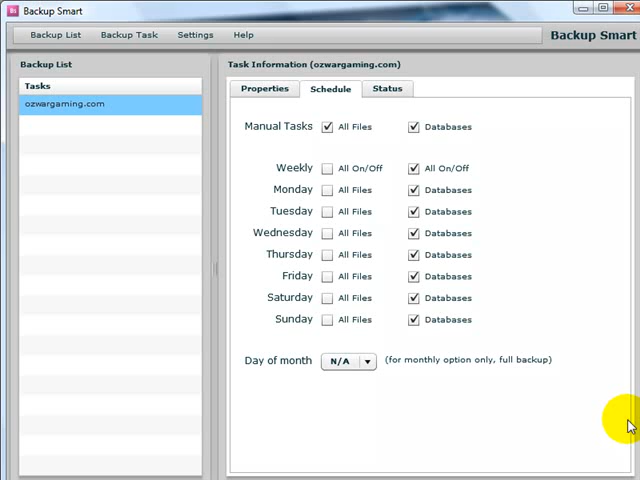 Backup Smart
Backup List Backup Task Settings Help Backup Smart
Backup List
Tasks
ozwargaming.com
Task Information (ozwargaming.com)
Properties Schedule Status
Manual Tasks All Files Databases
Weekly All On/Off All On/Off
Monday All Files Databases
Tuesday All Files Databases
Wednesday All Files Databases
Thursday All Files Databases
Friday All Files Databases
Saturday All Files Databases
Sunday All Files Databases
Day of month N/A (for monthly option only, full backup)